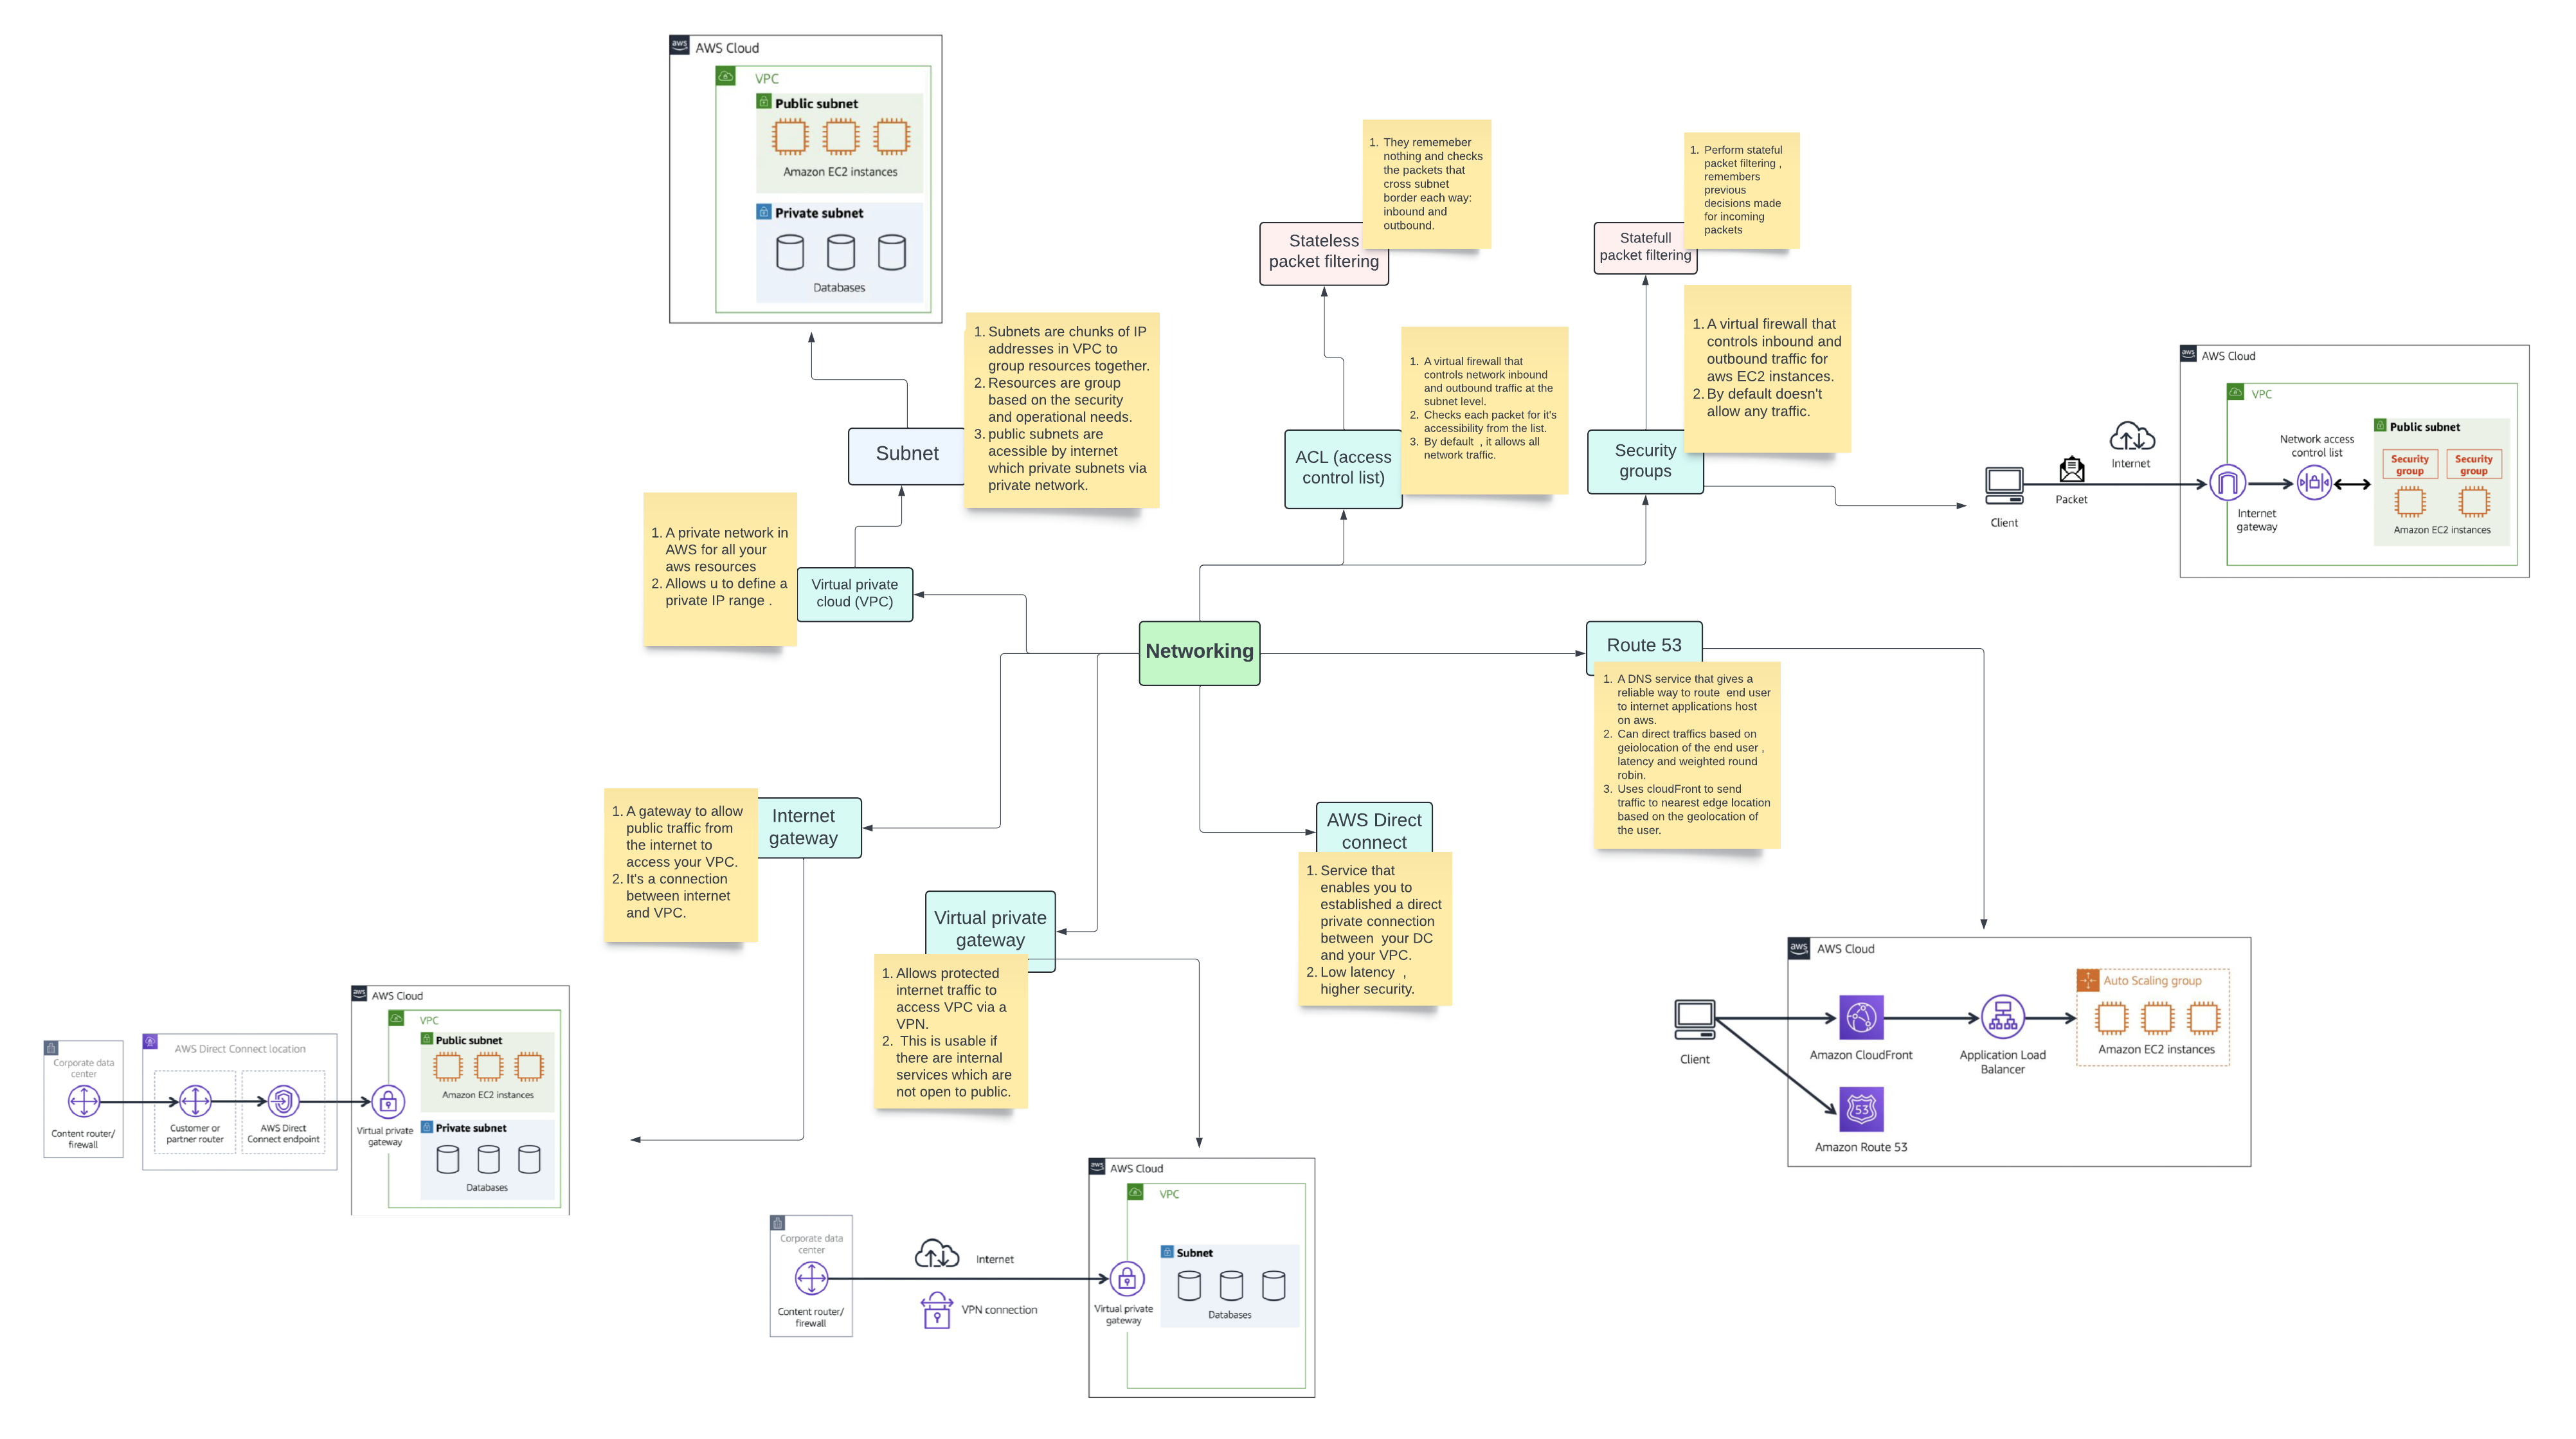 aws
AWS Cloud
VPC
Public subnet
Amazon EC2 instances
Private subnet
Databases
1. They rememeber
nothing and checks
the packets that
cross subnet
border each way:
inbound and
outbound.
Stateless
packet filtering
1. Perform stateful
packet filtering ,
remembers
previous
decisions made
for incoming
packets
Statefull
packet filtering
1. Subnets are chunks of IP
addresses in VPC to
group resources together.
2. Resources are group
based on the security
and operational needs.
3. public subnets are
acessible by internet
which private subnets via
private network.
Subnet
1. A virtual firewall that
controls network inbound
and outbound traffic at the
subnet level.
2. Checks each packet for it's
accessibility from the list.
3. By default , it allows all
network traffic.
ACL (access
control list)
1. A virtual firewall that
controls inbound and
outbound traffic for
aws EC2 instances.
2. By default doesn't
allow any traffic.
Security
groups
aws
AWS Cloud
VPC
Public subnet
Network access
control list
Security
group
Security
group
Internet
Packet
Client
Internet
gateway
Amazon EC2 instances
1. A private network in
AWS for all your
aws resources
2. Allows u to define a
private IP range .
Virtual private
cloud (VPC)
Networking
Route 53
1. A DNS service that gives a
reliable way to route end user
to internet applications host
on aws.
2. Can direct traffics based on
geiolocation of the end user ,
latency and weighted round
robin.
3. Uses cloudFront to send
traffic to nearest edge location
based on the geolocation of
the user.
1. A gateway to allow
public traffic from
the internet to
access your VPC.
2. It's a connection
between internet
and VPC.
Internet
gateway
AWS Direct
connect
1. Service that
enables you to
established a direct
private connection
between your DC
and your VPC.
2. Low latency ,
higher security.
Virtual private
gateway
1. Allows protected
internet traffic to
access VPC via a
VPN.
2. This is usable if
there are internal
services which are
not open to public.
aws
AWS Cloud
Auto Scaling group
Amazon EC2 instances
Client
Amazon CloudFront
Application Load
Balancer
53
Amazon Route 53
aws
AWS Cloud
VPC
Public subnet
Amazon EC2 instances
Private subnet
Databases
Corporate data
center
Content router/
firewall
AWS Direct Connect location
Customer or
partner router
AWS Direct
Connect endpoint
Virtual private
gateway
aws
AWS Cloud
VPC
Subnet
Databases
Corporate data
center
Content router/
firewall
Internet
VPN connection
Virtual private
gateway